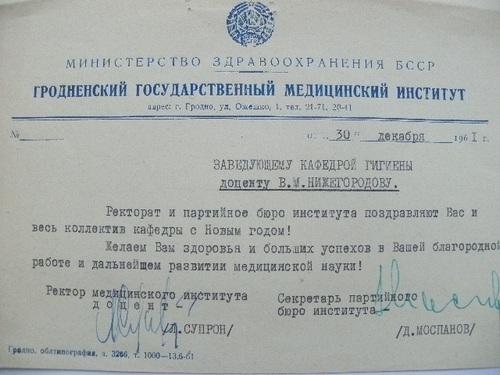 МИНИСТЕРСТВО ЗДРАВООХРАНЕНИЯ БССР
ГРОДНЕНСКИЙ ГОСУДАРСТВЕННЫЙ МЕДИЦИНСКИЙ ИНСТИТУТ
адрес: г. Гродно, ул. Ожешко, 1, тел. 21-71, 20-41
№ „ 30 " декабря 1961 г.
ЗАВЕДУЮЩЕМУ КАФЕДРОЙ ГИГИЕНЫ
доценту В.М.НИЖЕГОРОДОВУ.
Ректорат и партийное бюро института поздравляют Вас и
весь коллектив кафедры с Новым годом!
Желаем Вам здоровья и больших успехов в Вашей благородной
работе и дальнейшем развитии медицинской науки!
Ректор медицинского института
доцент
/Л.СУПРОН/
Секретарь партийного
бюро института
/Д.МОСПАНОВ/
Гродно, облтипография, з. 3266, т. 1000—13.6-61